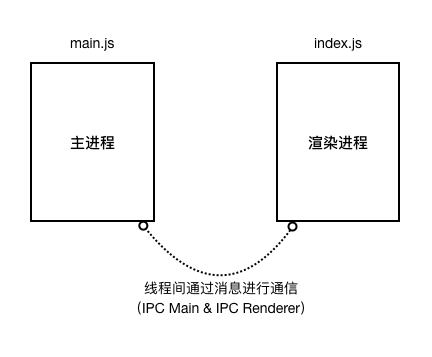 main.js
index.js
主进程
渲染进程
线程间通过消息进行通信
（IPC Main & IPC Renderer）